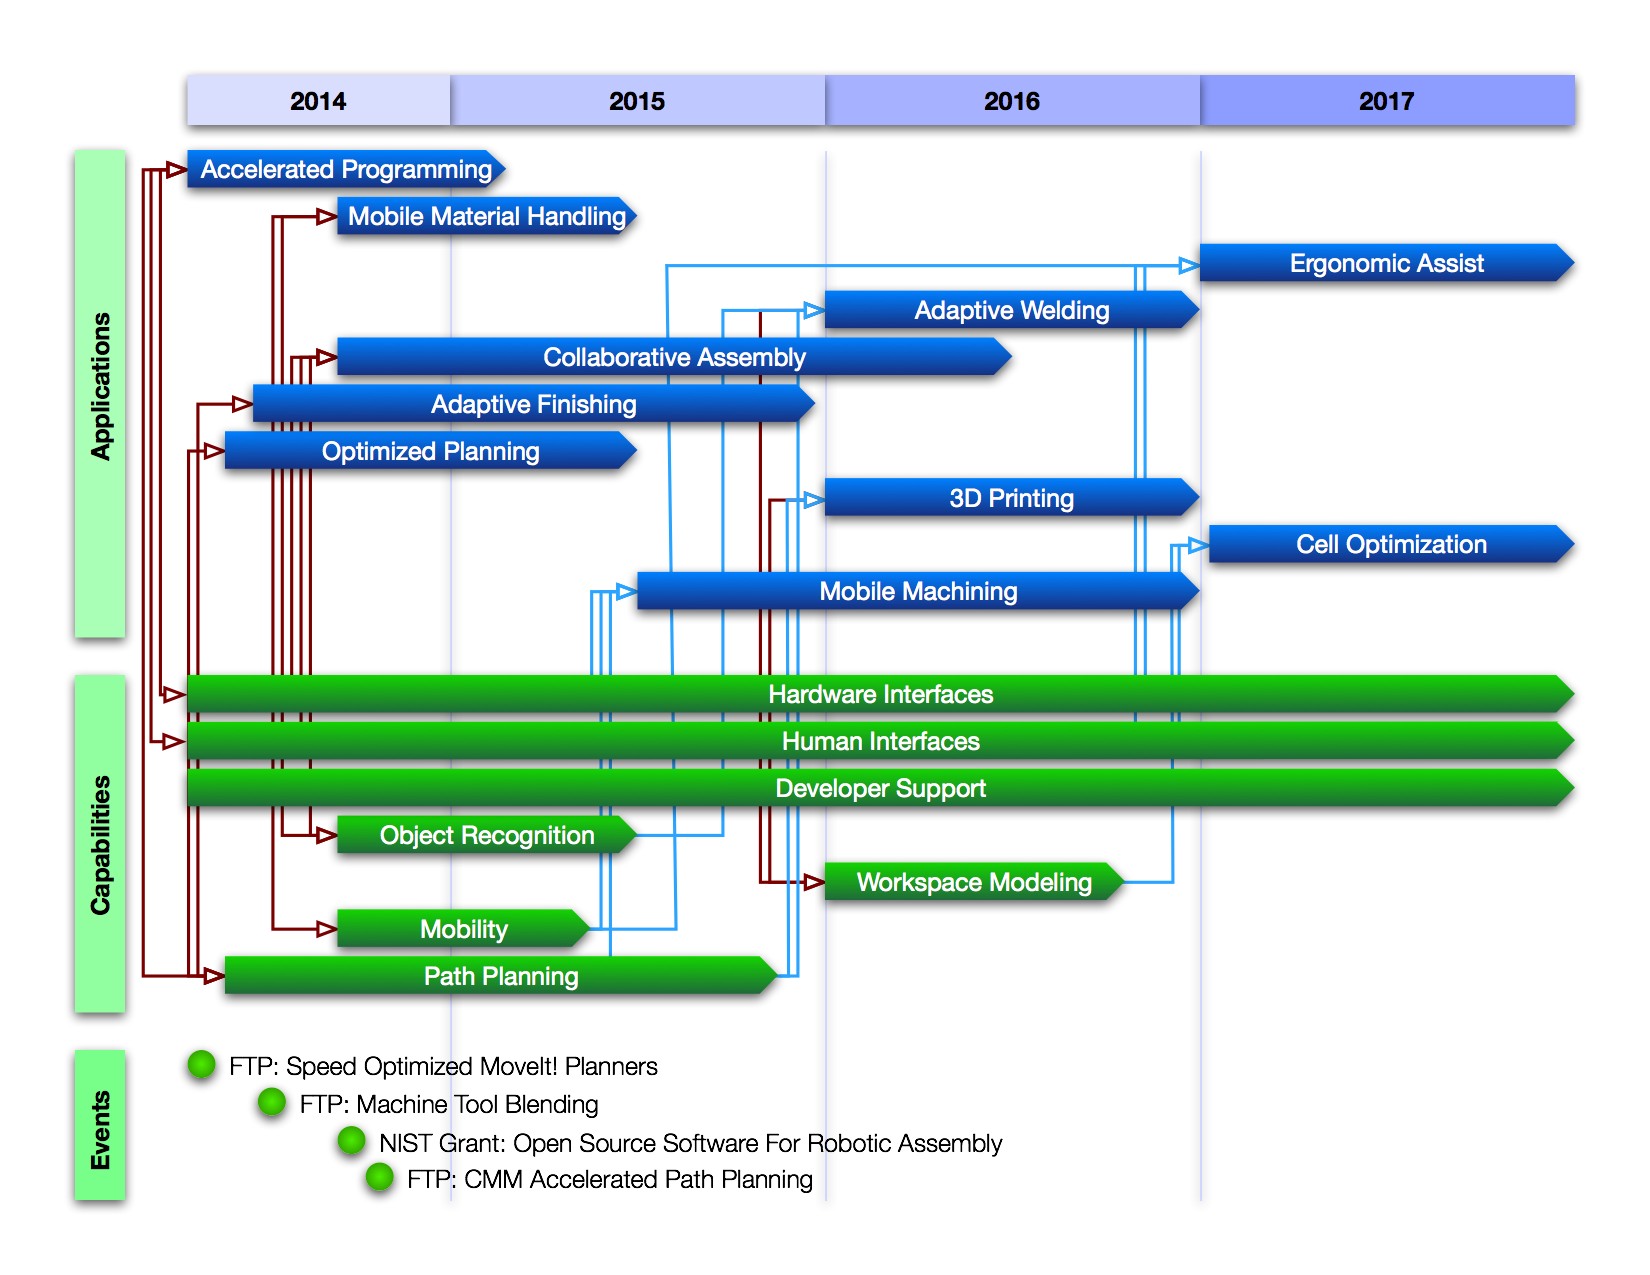 2014 2015 2016 2017
Applications
Accelerated Programming
Mobile Material Handling
Ergonomic Assist
Adaptive Welding
Collaborative Assembly
Adaptive Finishing
Optimized Planning
3D Printing
Cell Optimization
Mobile Machining
Capabilities
Hardware Interfaces
Human Interfaces
Developer Support
Object Recognition
Workspace Modeling
Mobility
Path Planning
Events
FTP: Speed Optimized MoveIt! Planners
FTP: Machine Tool Blending
NIST Grant: Open Source Software For Robotic Assembly
FTP: CMM Accelerated Path Planning